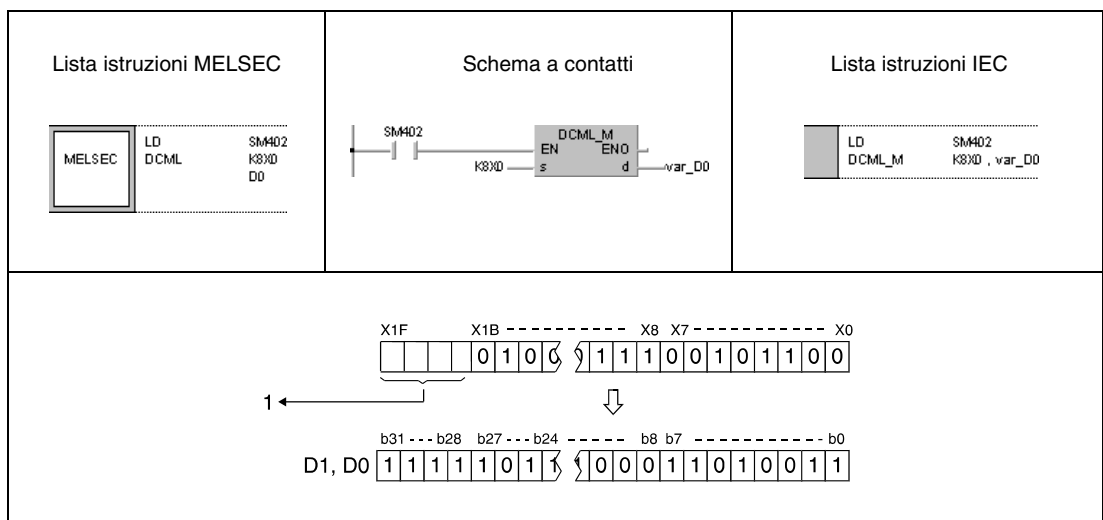 Lista istruzioni MELSEC
Schema a contatti
Lista istruzioni IEC
MELSEC
LD SM402
DCML K8X0
D0
SM402
DCML_M
EN ENO
K8X0 s d var_D0
LD SM402
DCML_M K8X0 , var_D0
X1F X1B X8 X7 X0
0 1 0 0 0 1 1 1 0 0 1 0 1 1 0 0
1
b31 b28 b27 b24 b8 b7 b0
D1, D0 1 1 1 1 1 0 1 1 1 0 0 0 1 1 0 1 0 0 1 1